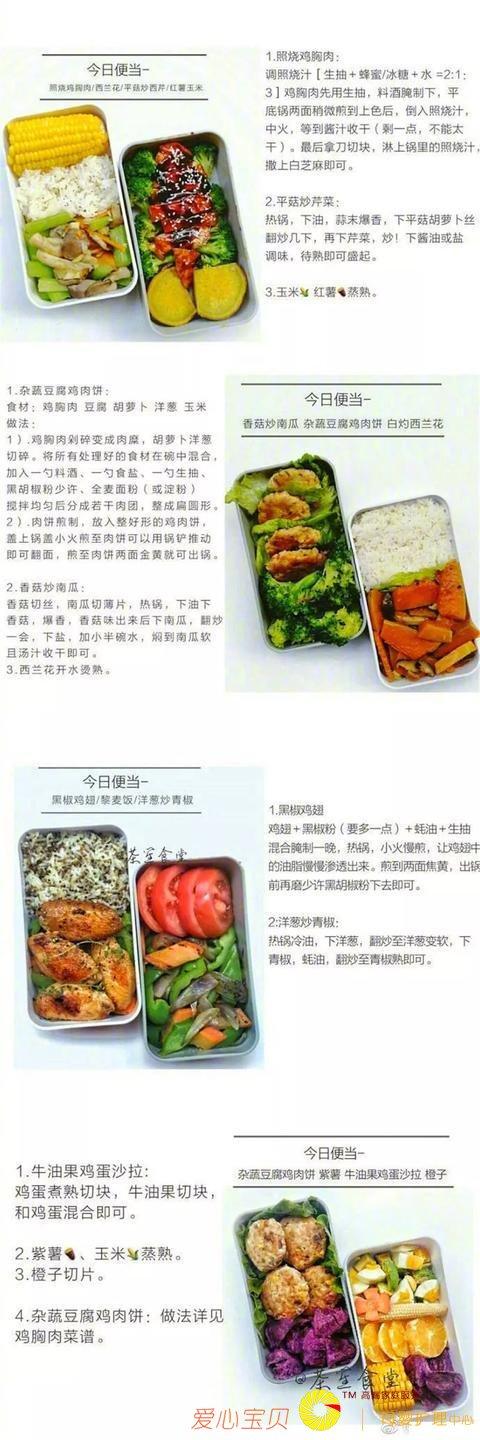 今日便当-
照烧鸡胸肉/西兰花/平菇炒西芹/红薯玉米
1.照烧鸡胸肉：
调照烧汁［生抽＋蜂蜜/冰糖＋水 =2:1:
3］鸡胸肉先用生抽，料酒腌制下，平
底锅两面稍微煎到上色后，倒入照烧汁，
中火，等到酱汁收干（剩一点，不能太
干）。最后拿刀切块，淋上锅里的照烧汁，
撒上白芝麻即可。
2.平菇炒芹菜：
热锅，下油，蒜末爆香，下平菇胡萝卜丝
翻炒几下，再下芹菜，炒！下酱油或盐
调味，待熟即可盛起。
3.玉米🌽 红薯🍠蒸熟。
1.杂蔬豆腐鸡肉饼：
食材：鸡胸肉 豆腐 胡萝卜 洋葱 玉米
做法：
1）.鸡胸肉剁碎变成肉糜，胡萝卜洋葱
切碎。将所有处理好的食材在碗中混合，
加入一勺料酒、一勺食盐、一勺生抽、
黑胡椒粉少许、全麦面粉（或淀粉）
搅拌均匀后分成若干肉团，整成扁圆形。
2）.肉饼煎制，放入整好形的鸡肉饼，
盖上锅盖小火煎至肉饼可以用锅铲推动
即可翻面，煎至肉饼两面金黄就可出锅。
2.香菇炒南瓜：
香菇切丝，南瓜切薄片，热锅，下油下
香菇，爆香，香菇味出来后下南瓜，翻炒
一会，下盐，加小半碗水，焖到南瓜软
且汤汁收干即可。
3.西兰花开水烫熟。
今日便当-
香菇炒南瓜 杂蔬豆腐鸡肉饼 白灼西兰花
今日便当-
黑椒鸡翅/藜麦饭/洋葱炒青椒
茶室食堂
1.黑椒鸡翅
鸡翅＋黑椒粉（要多一点）＋蚝油＋生抽
混合腌制一晚，热锅，小火慢煎，让鸡翅中
的油脂慢慢渗透出来。煎到两面焦黄，出锅
前再磨少许黑胡椒粉下去即可。
2:洋葱炒青椒：
热锅冷油，下洋葱，翻炒至洋葱变软，下
青椒，蚝油，翻炒至青椒熟即可。
今日便当-
杂蔬豆腐鸡肉饼 紫薯 牛油果鸡蛋沙拉 橙子
1.牛油果鸡蛋沙拉：
鸡蛋煮熟切块，牛油果切块，
和鸡蛋混合即可。
2.紫薯🍠、玉米🌽蒸熟。
3.橙子切片。
4.杂蔬豆腐鸡肉饼：做法详见
鸡胸肉菜谱。
茶室食堂
TM 高端家庭服务
爱心宝贝 | 母婴护理中心